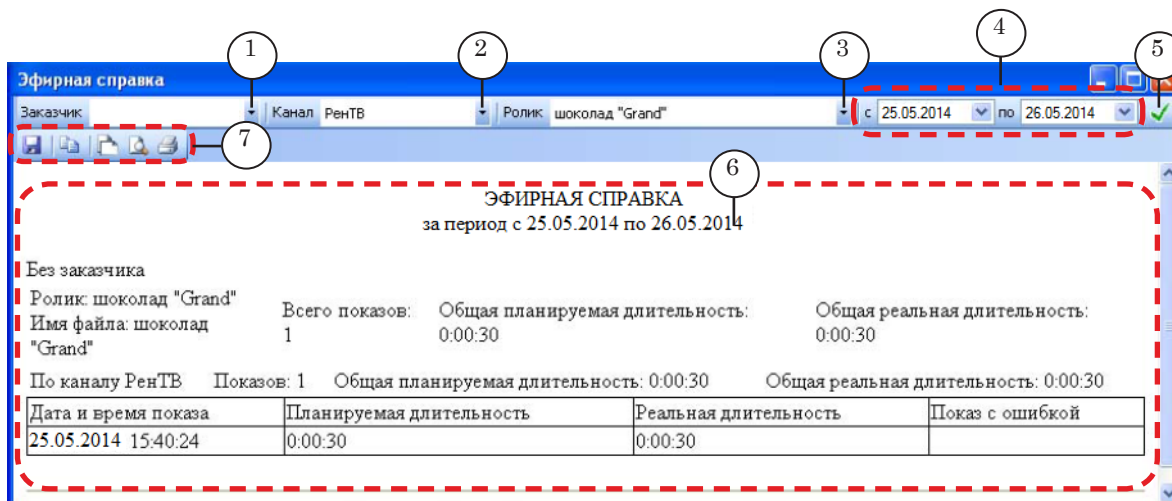 1 2 3 4 5
Эфирная справка
Заказчик Канал РенТВ Ролик шоколад "Grand" с 25.05.2014 по 26.05.2014
7
6
ЭФИРНАЯ СПРАВКА
за период с 25.05.2014 по 26.05.2014
Без заказчика
Ролик: шоколад "Grand"
Имя файла: шоколад
"Grand"
Всего показов:
1
Общая планируемая длительность:
0:00:30
Общая реальная длительность:
0:00:30
По каналу РенТВ Показов: 1 Общая планируемая длительность: 0:00:30 Общая реальная длительность: 0:00:30
Дата и время показа Планируемая длительность Реальная длительность Показ с ошибкой
25.05.2014 15:40:24 0:00:30 0:00:30